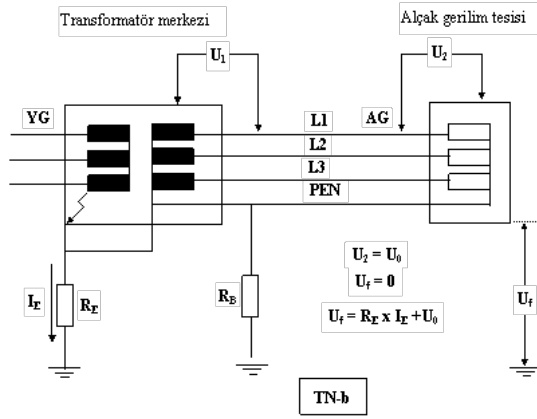 Transformatör merkezi
Alçak gerilim tesisi
U1
U2
YG
L1
AG
L2
L3
PEN
U2 = U0
Uf = 0
IE
RE
RB
Uf
Uf = RE x IE +U0
TN-b